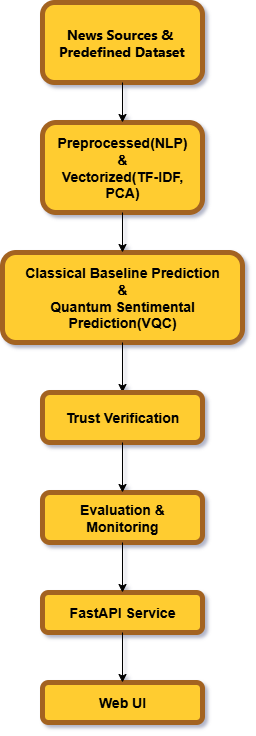 News Sources &
Predefined Dataset
Preprocessed(NLP)
&
Vectorized(TF-IDF,
PCA)
Classical Baseline Prediction
&
Quantum Sentimental
Prediction(VQC)
Trust Verification
Evaluation &
Monitoring
FastAPI Service
Web UI